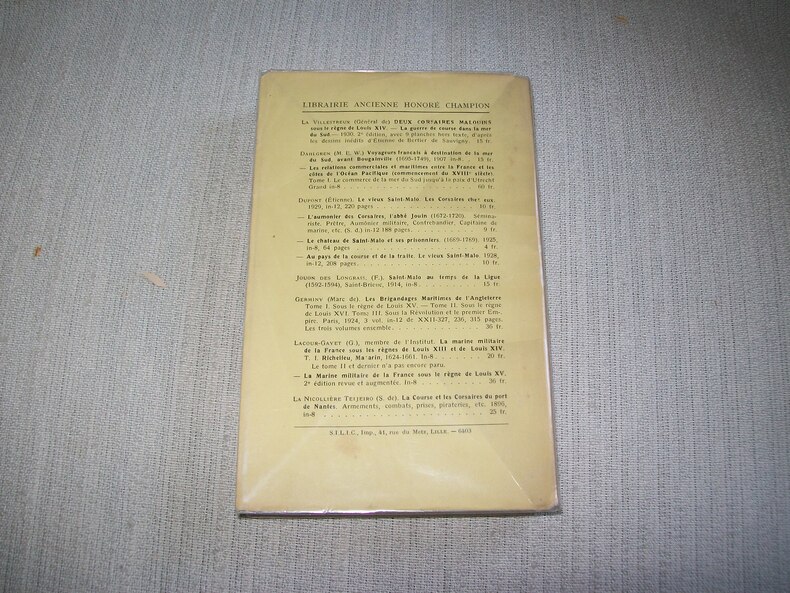 LIBRAIRIE ANCIENNE HONORÉ CHAMPION
LA VILLESTREUX (Général de) DEUX CORSAIRES MALOUINS
sous le règne de Louis XIV. — La guerre de course dans la mer
du Sud. — 1930. 2e édition, avec 9 planches hors texte, d'après
les dessins inédits d'Etienne de Bertier de Sauvigny. 15 fr.
DAHLGREN (M. E. W.) Voyageurs français à destination de la mer
du Sud, avant Bougainville (1695-1749), 1907 in-8. 15 fr.
— Les relations commerciales et maritimes entre la France et les
côtes de l'Océan Pacifique (commencement du XVIIIe siècle).
Tome I. Le commerce de la mer du Sud jusqu'à la paix d'Utrecht
Grand in-8 . . . . . . . . . . 60 fr.
DUPONT (Étienne). Le vieux Saint-Malo. Les Corsaires chez eux.
1929, in-12, 220 pages . . . . . . . . . . 10 fr.
— L'aumonier des Corsaires, l'abbé Jouin (1672-1720). Sémina-
riste, Prêtre, Aumônier militaire, Contrebandier, Capitaine de
marine, etc. (S. d.) in-12 188 pages . . . . . . 9 fr.
— Le chateau de Saint-Malo et ses prisonniers. (1689-1789). 1925,
in-8, 64 pages . . . . . . . . . . 4 fr.
— Au pays de la course et de la traite. Le vieux Saint-Malo. 1928,
in-12, 208 pages . . . . . . . . . . 10 fr.
JOUON DES LONGRAIS, (F.). Saint-Malo au temps de la Ligue
(1592-1594), Saint-Brieuc, 1914, in-8 . . . . . 15 fr.
GERMINY (Marc de). Les Brigandages Maritimes de l'Angleterre
Tome I. Sous le règne de Louis XV. — Tome II. Sous le règne
de Louis XVI. Tome III. Sous la Révolution et le premier Em-
pire. Paris, 1924, 3 vol. in-12 de XXII-327, 236, 315 pages.
Les trois volumes ensemble . . . . . . . . 36 fr.
LACOUR-GAYET (G.), membre de l'Institut. La marine militaire
de la France sous les règnes de Louis XIII et de Louis XIV.
T. I. Richelieu, Mazarin, 1624-1661. In-8 . . . . . 20 fr.
Le tome II et dernier n'a pas encore paru.
— La Marine militaire de la France sous le règne de Louis XV.
2e édition revue et augmentée. In-8 . . . . . . 36 fr.
LA NICOLLIÈRE TEIJEIRO (S. de). La Course et les Corsaires du port
de Nantes. Armements, combats, prises, pirateries, etc. 1896,
in-8 . . . . . . . . . . 25 fr.
S.F.L.I.C., Imp., 41, rue du Metz, LILLE. — 6403